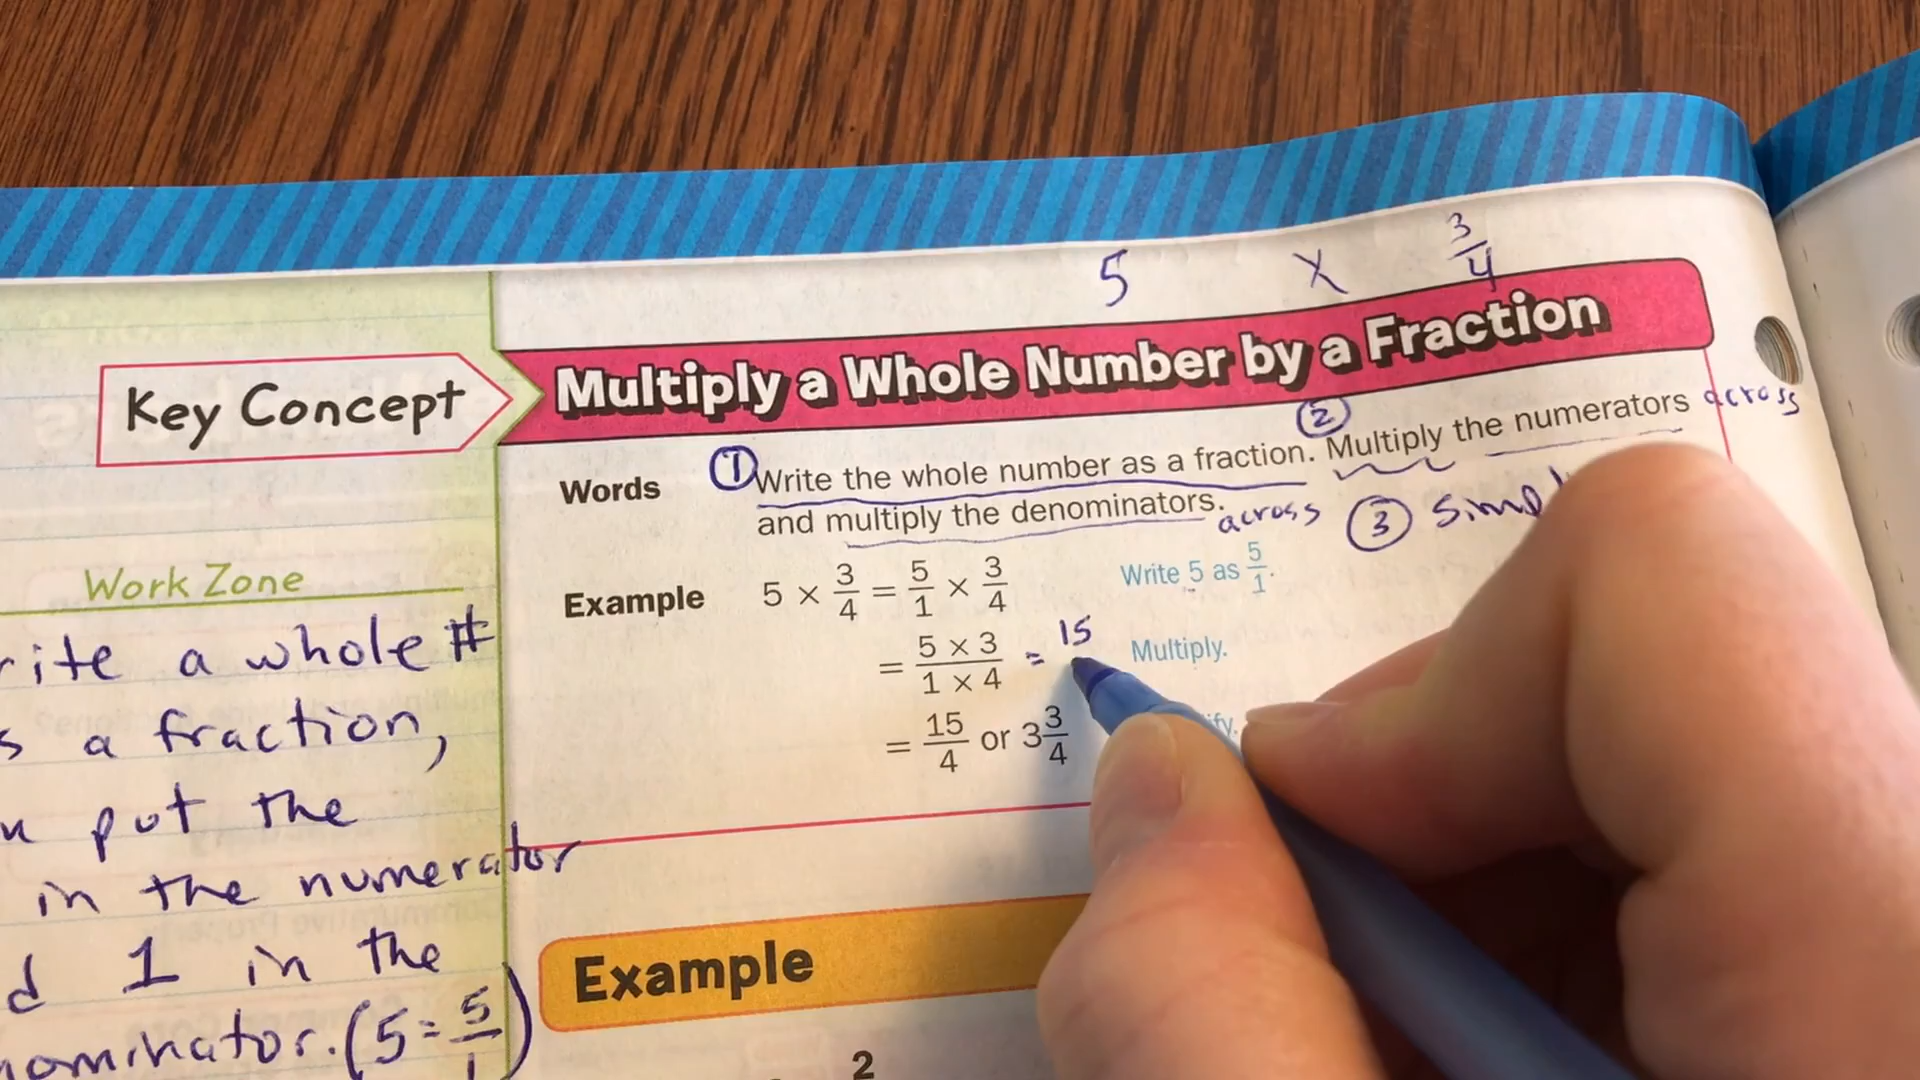 5 × 3/4
Key Concept
Multiply a Whole Number by a Fraction
Words
① Write the whole number as a fraction. ② Multiply the numerators across
and multiply the denominators. across ③
Example
5 × 3/4 = 5/1 × 3/4
Write 5 as 5/1.
= 5 × 3 / 1 × 4 = 15
Multiply.
= 15/4 or 3 3/4
Work Zone
a whole #
a fraction,
put the
in the numerator
1 in the
(5 = 5/1)
Example
2